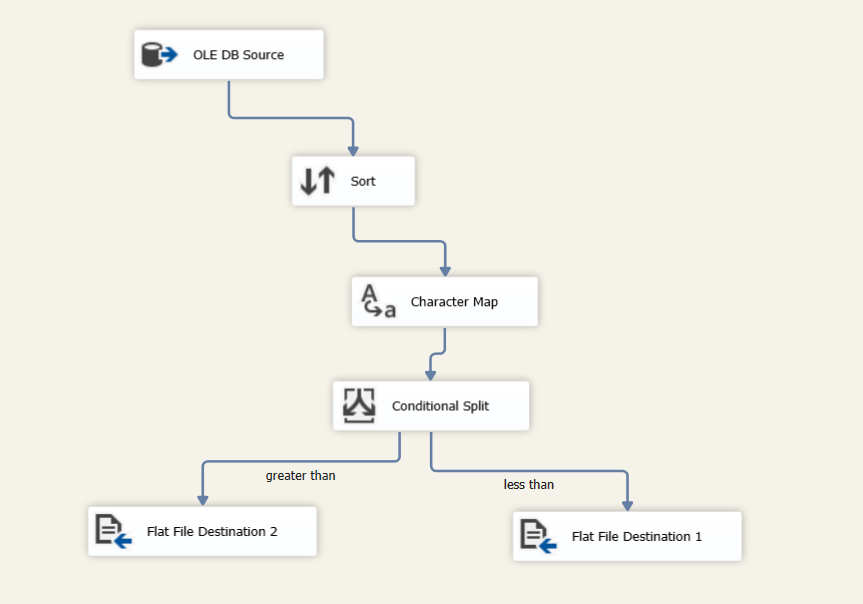 OLE DB Source
Sort
Character Map
Conditional Split
greater than
less than
Flat File Destination 2
Flat File Destination 1